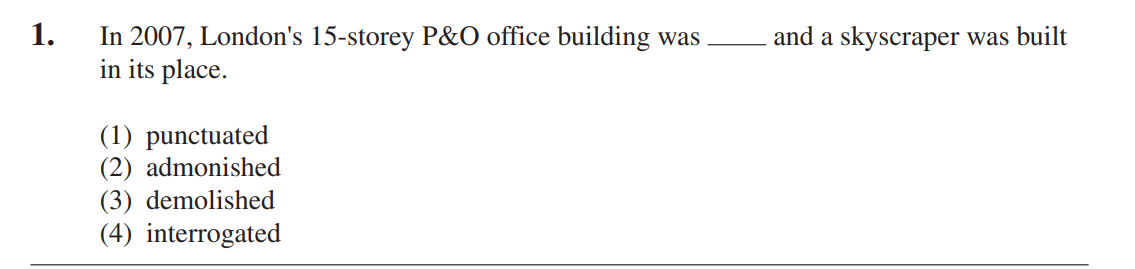 1. In 2007, London's 15-storey P&O office building was ____ and a skyscraper was built
in its place.
(1) punctuated
(2) admonished
(3) demolished
(4) interrogated